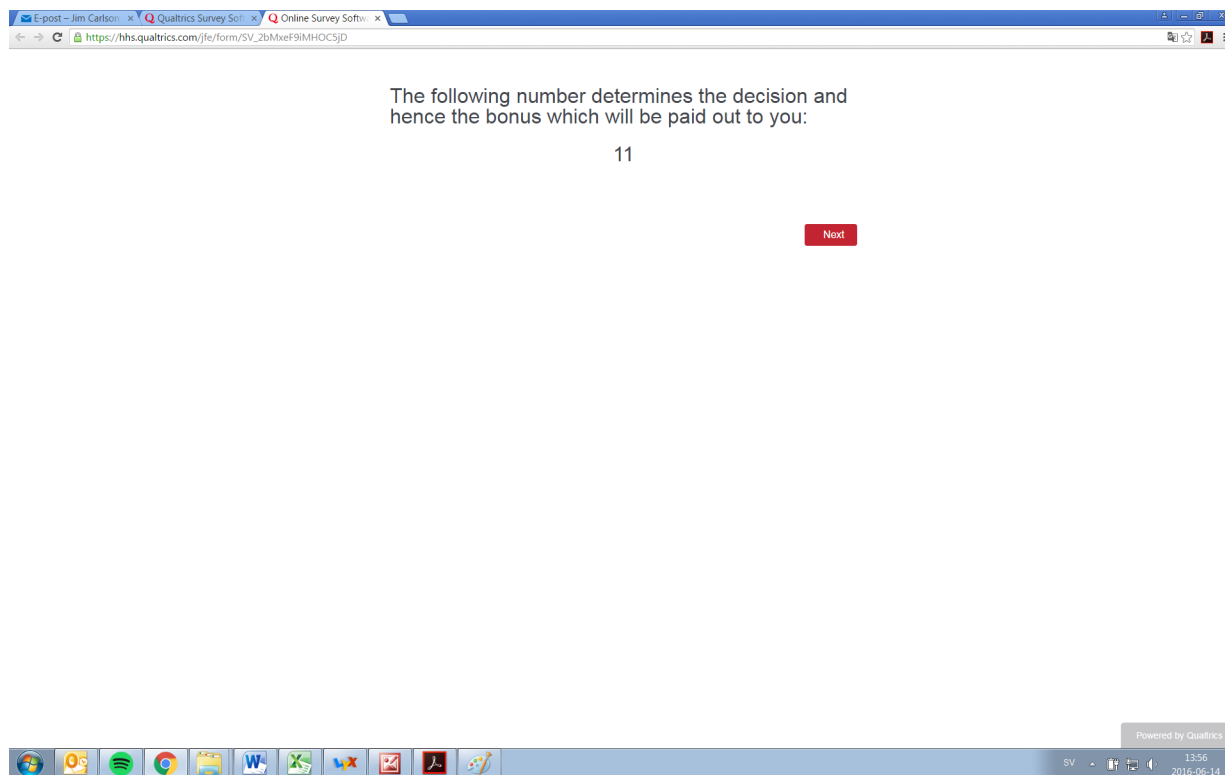 E-post – Jim Carlson
Qualtrics Survey Soft
Online Survey Softwa
https://hhs.qualtrics.com/jfe/form/SV_2bMxeF9iMHOC5jD
The following number determines the decision and
hence the bonus which will be paid out to you:
11
Next
Powered by Qualtrics
SV
13:56
2016-06-14